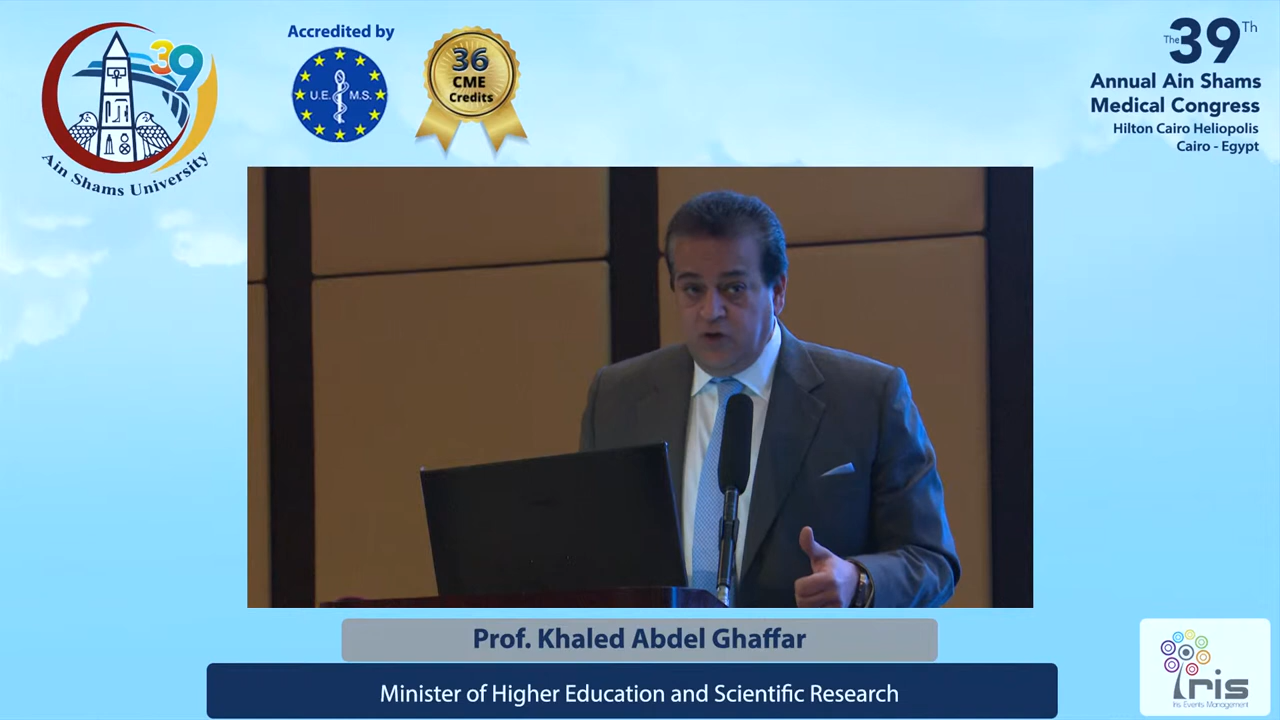 39
Ain Shams University
Accredited by
U.E. M.S.
36
CME
Credits
The 39Th
Annual Ain Shams
Medical Congress
Hilton Cairo Heliopolis
Cairo - Egypt
Prof. Khaled Abdel Ghaffar
Minister of Higher Education and Scientific Research
Iris
Iris Events Management